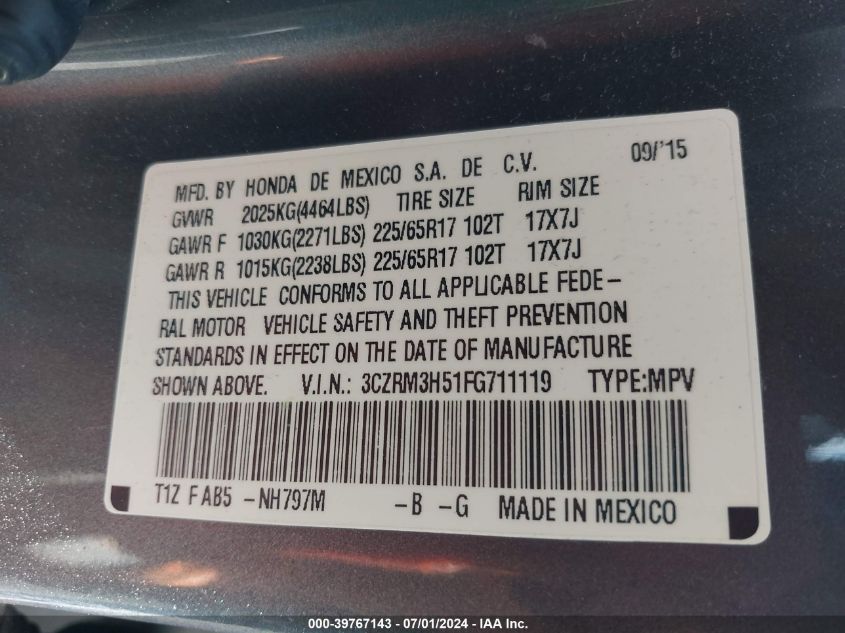 MFD. BY HONDA DE MEXICO S.A. DE C.V. 09/'15
GVWR 2025KG(4464LBS) TIRE SIZE RIM SIZE
GAWR F 1030KG(2271LBS) 225/65R17 102T 17X7J
GAWR R 1015KG(2238LBS) 225/65R17 102T 17X7J
THIS VEHICLE CONFORMS TO ALL APPLICABLE FEDE-
RAL MOTOR VEHICLE SAFETY AND THEFT PREVENTION
STANDARDS IN EFFECT ON THE DATE OF MANUFACTURE
SHOWN ABOVE. V.I.N.: 3CZRM3H51FG711119 TYPE:MPV
T1Z F AB5 -NH797M -B -G MADE IN MEXICO
000-39767143 - 07/01/2024 - IAA Inc.